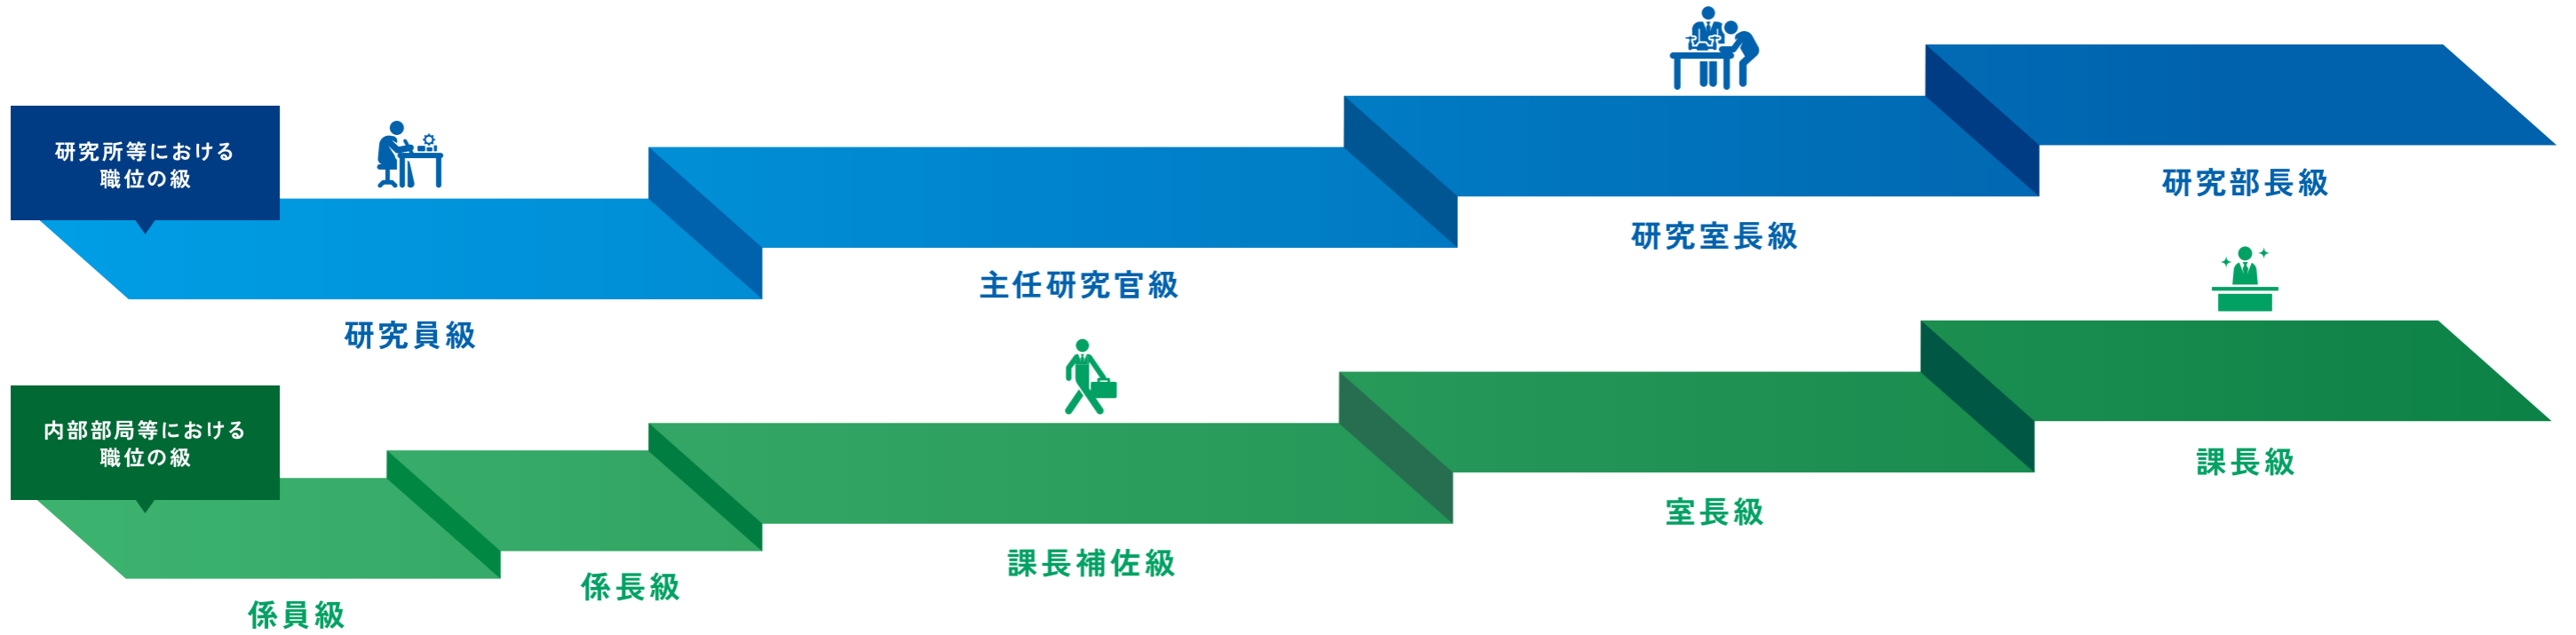 研究所等における
職位の級
研究員級
主任研究官級
研究室長級
研究部長級
内部部局等における
職位の級
係員級
係長級
課長補佐級
室長級
課長級